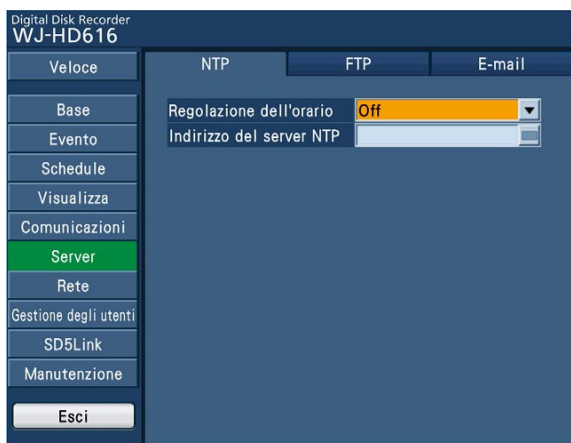 Digital Disk Recorder
WJ-HD616
Veloce
Base
Evento
Schedule
Visualizza
Comunicazioni
Server
Rete
Gestione degli utenti
SD5Link
Manutenzione
Esci
NTP FTP E-mail
Regolazione dell'orario Off
Indirizzo del server NTP